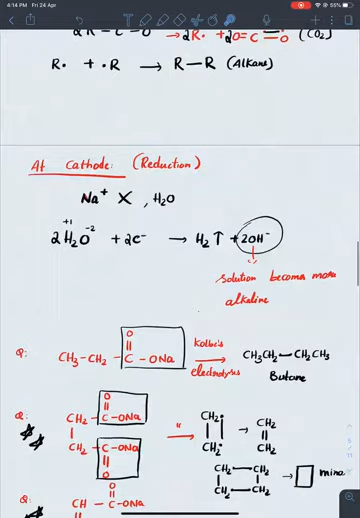 4:14 PM Fri 24 Apr
55%
2R – C – O → 2R• + 2O=C=O (CO2)
R• + •R → R–R (Alkane)
At Cathode: (Reduction)
Na+ X, H2O
+1 -2
2H2O + 2e- → H2↑ + 2OH-
solution becomes more
alkaline
Q: CH3-CH2 - C - ONa Kolbe's electrolysis → CH3CH2-CH2CH3
O
Butane
Q: O
CH2 - C - ONa
CH2 - C - ONa
O
" → CH2 → CH2
CH2 CH2
CH2 - CH2
CH2 - CH2 →
O
Q: CH - C - ONa